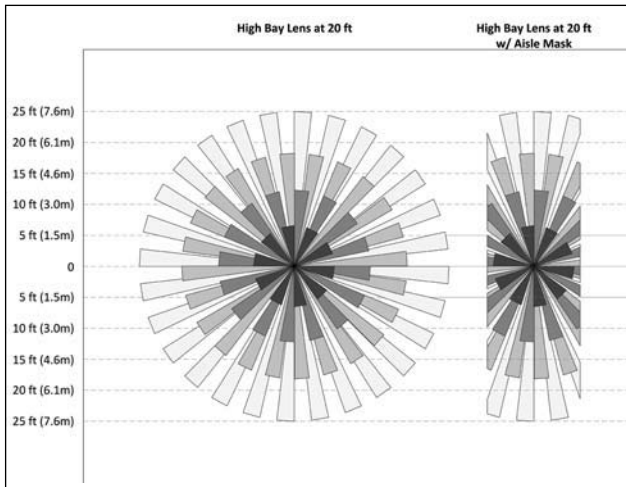 High Bay Lens at 20 ft
High Bay Lens at 20 ft
w/ Aisle Mask
25 ft (7.6m)
20 ft (6.1m)
15 ft (4.6m)
10 ft (3.0m)
5 ft (1.5m)
0
5 ft (1.5m)
10 ft (3.0m)
15 ft (4.6m)
20 ft (6.1m)
25 ft (7.6m)